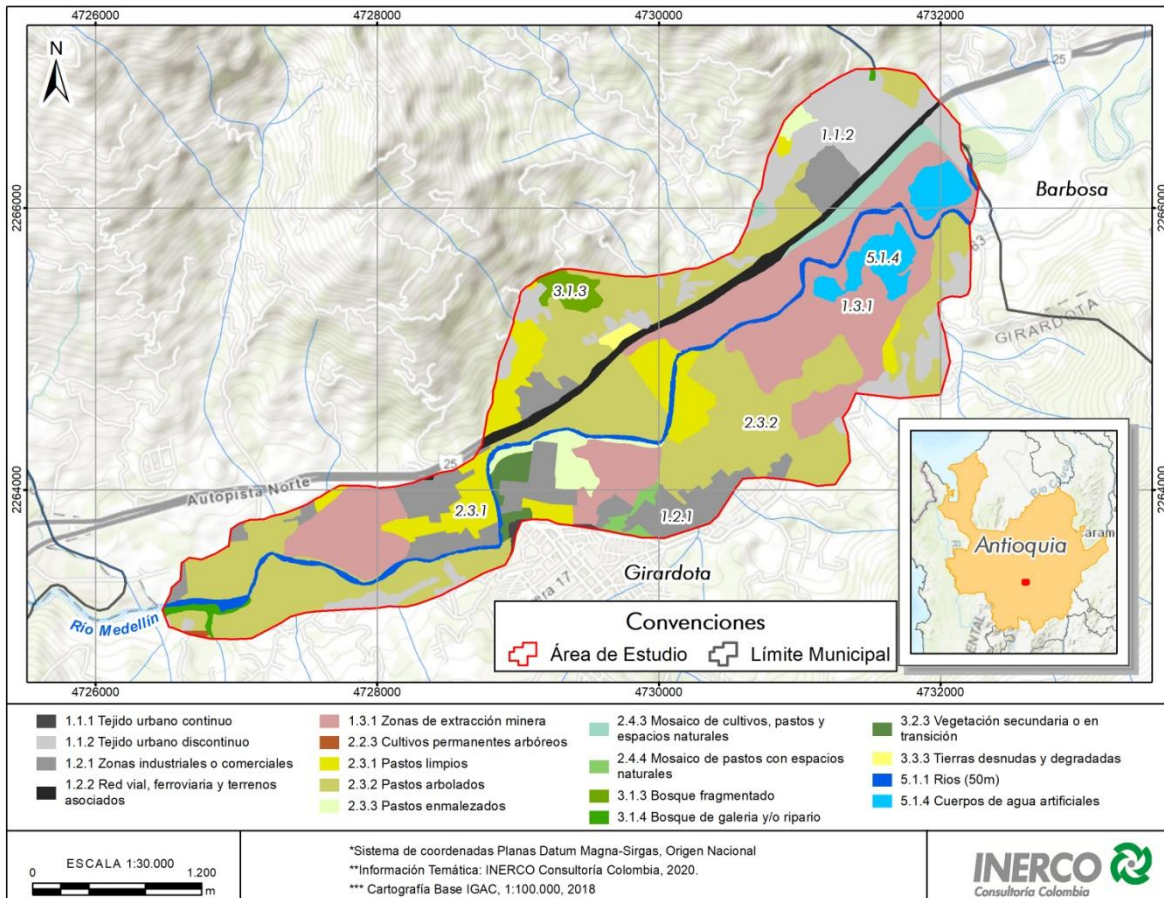 4726000
4728000
4730000
4732000
N
25
1.1.2
Barbosa
2266000
2266000
5.1.4
63
3.1.3
1.3.1
GIRARDOTA
2.3.2
25
Autopista Norte
2264000
2264000
2.3.1
1.2.1
Antioquia
Girardota
Río Medellín
Convenciones
Área de Estudio
Límite Municipal
4726000
4728000
4730000
4732000
1.1.1 Tejido urbano continuo
1.1.2 Tejido urbano discontinuo
1.2.1 Zonas industriales o comerciales
1.2.2 Red vial, ferroviaria y terrenos
asociados
1.3.1 Zonas de extracción minera
2.2.3 Cultivos permanentes arbóreos
2.3.1 Pastos limpios
2.3.2 Pastos arbolados
2.3.3 Pastos enmalezados
2.4.3 Mosaico de cultivos, pastos y
espacios naturales
2.4.4 Mosaico de pastos con espacios
naturales
3.1.3 Bosque fragmentado
3.1.4 Bosque de galeria y/o ripario
3.2.3 Vegetación secundaria o en
transición
3.3.3 Tierras desnudas y degradadas
5.1.1 Rios (50m)
5.1.4 Cuerpos de agua artificiales
ESCALA 1:30.000
0 1.200
m
*Sistema de coordenadas Planas Datum Magna-Sirgas, Origen Nacional
**Información Temática: INERCO Consultoría Colombia, 2020.
*** Cartografía Base IGAC, 1:100.000, 2018
INERCO
Consultoría Colombia